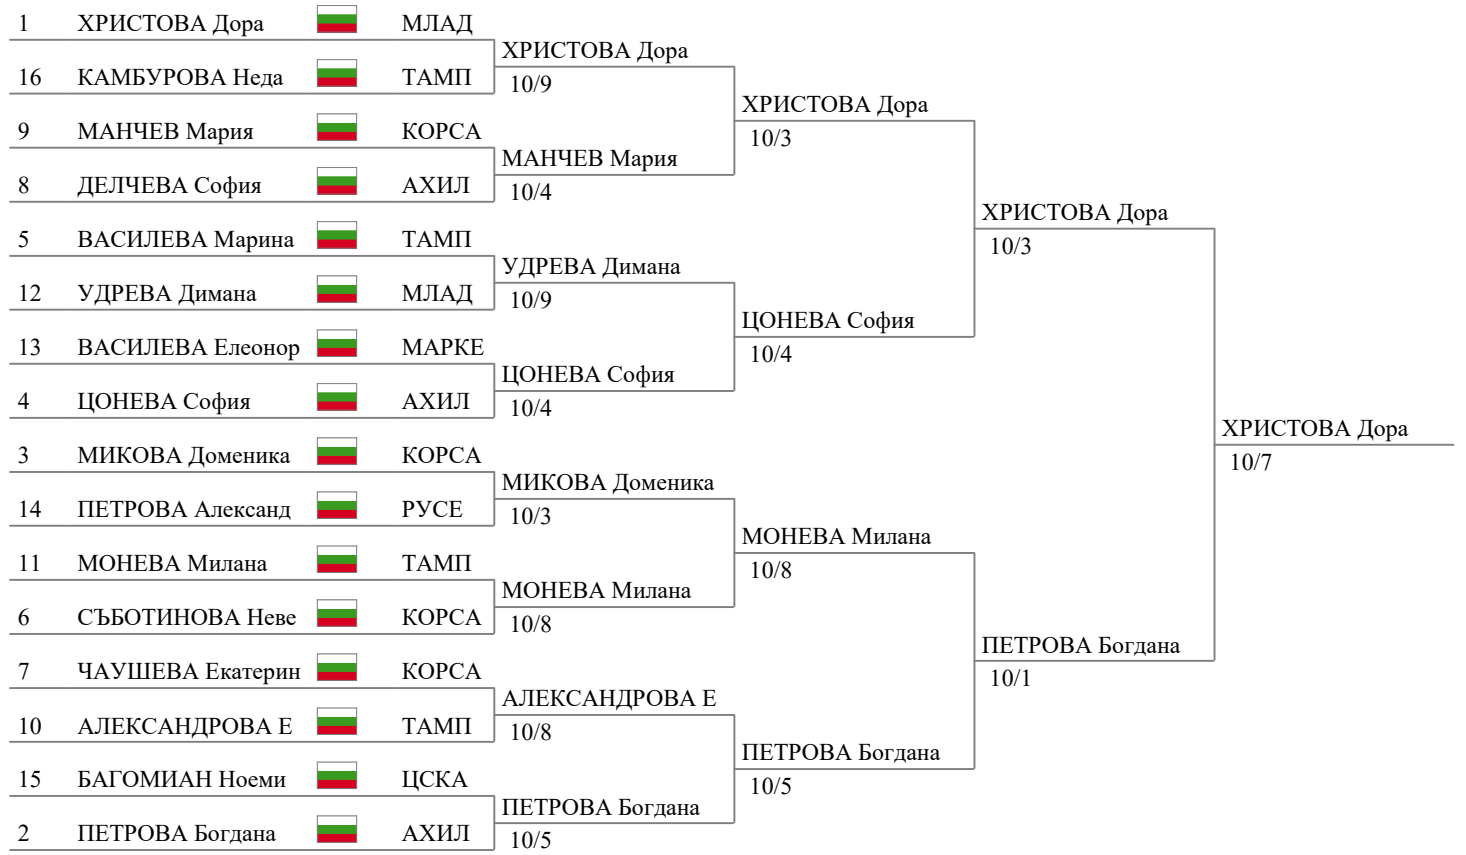 1 ХРИСТОВА Дора МЛАД
ХРИСТОВА Дора
16 КАМБУРОВА Неда ТАМП
10/9
ХРИСТОВА Дора
9 МАНЧЕВ Мария КОРСА
10/3
МАНЧЕВ Мария
8 ДЕЛЧЕВА София АХИЛ
10/4
ХРИСТОВА Дора
5 ВАСИЛЕВА Марина ТАМП
10/3
УДРЕВА Димана
12 УДРЕВА Димана МЛАД
10/9
ЦОНЕВА София
13 ВАСИЛЕВА Елеонор МАРКЕ
10/4
ЦОНЕВА София
4 ЦОНЕВА София АХИЛ
10/4
ХРИСТОВА Дора
3 МИКОВА Доменика КОРСА
10/7
МИКОВА Доменика
14 ПЕТРОВА Александ РУСЕ
10/3
МОНЕВА Милана
11 МОНЕВА Милана ТАМП
10/8
МОНЕВА Милана
6 СЪБОТИНОВА Неве КОРСА
10/8
ПЕТРОВА Богдана
7 ЧАУШЕВА Екатерин КОРСА
10/1
АЛЕКСАНДРОВА Е
10 АЛЕКСАНДРОВА Е ТАМП
10/8
ПЕТРОВА Богдана
15 БАГОМИАН Ноеми ЦСКА
10/5
ПЕТРОВА Богдана
2 ПЕТРОВА Богдана АХИЛ
10/5